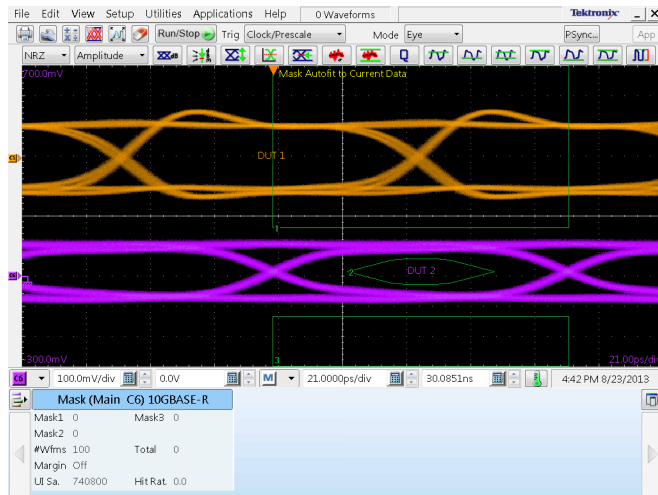 File Edit View Setup Utilities Applications Help 0 Waveforms Tektronix
Run/Stop Trig Clock/Prescale Mode Eye PSync... App
NRZ Amplitude
700.0mV Mask Autofit to Current Data
C5 DUT 1
1
C6 2 DUT 2
3
-300.0mV 21.00ps/div
C6 100.0mV/div 0.0V M 21.0000ps/div 30.0851ns 4:42 PM 8/23/2013
Mask (Main C6) 10GBASE-R
Mask1 0 Mask3 0
Mask2 0
#Wfms 100 Total 0
Margin Off
UI Sa. 740800 Hit Rat. 0.0